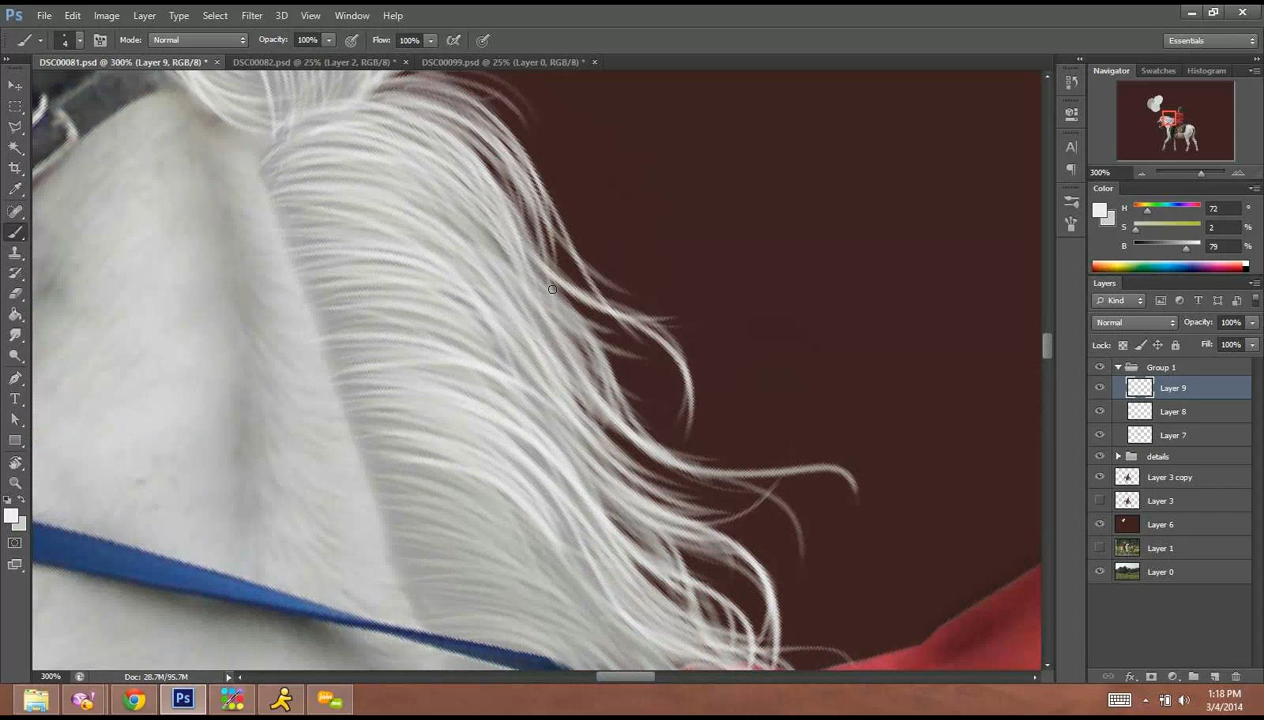 Ps File Edit Image Layer Type Select Filter 3D View Window Help
4 Mode: Normal Opacity: 100% Flow: 100% Essentials
DSC00081.psd @ 300% (Layer 9, RGB/8) * × DSC00082.psd @ 25% (Layer 2, RGB/8) * × DSC00099.psd @ 25% (Layer 0, RGB/8) * ×
Navigator Swatches Histogram
300%
Color
H 72 °
S 2 %
B 79 %
Layers
Kind
Normal Opacity: 100%
Lock: Fill: 100%
Group 1
Layer 9
Layer 8
Layer 7
details
Layer 3 copy
Layer 3
Layer 6
Layer 1
Layer 0
300% Doc: 28.7M/95.7M
Ps
1:18 PM
3/4/2014